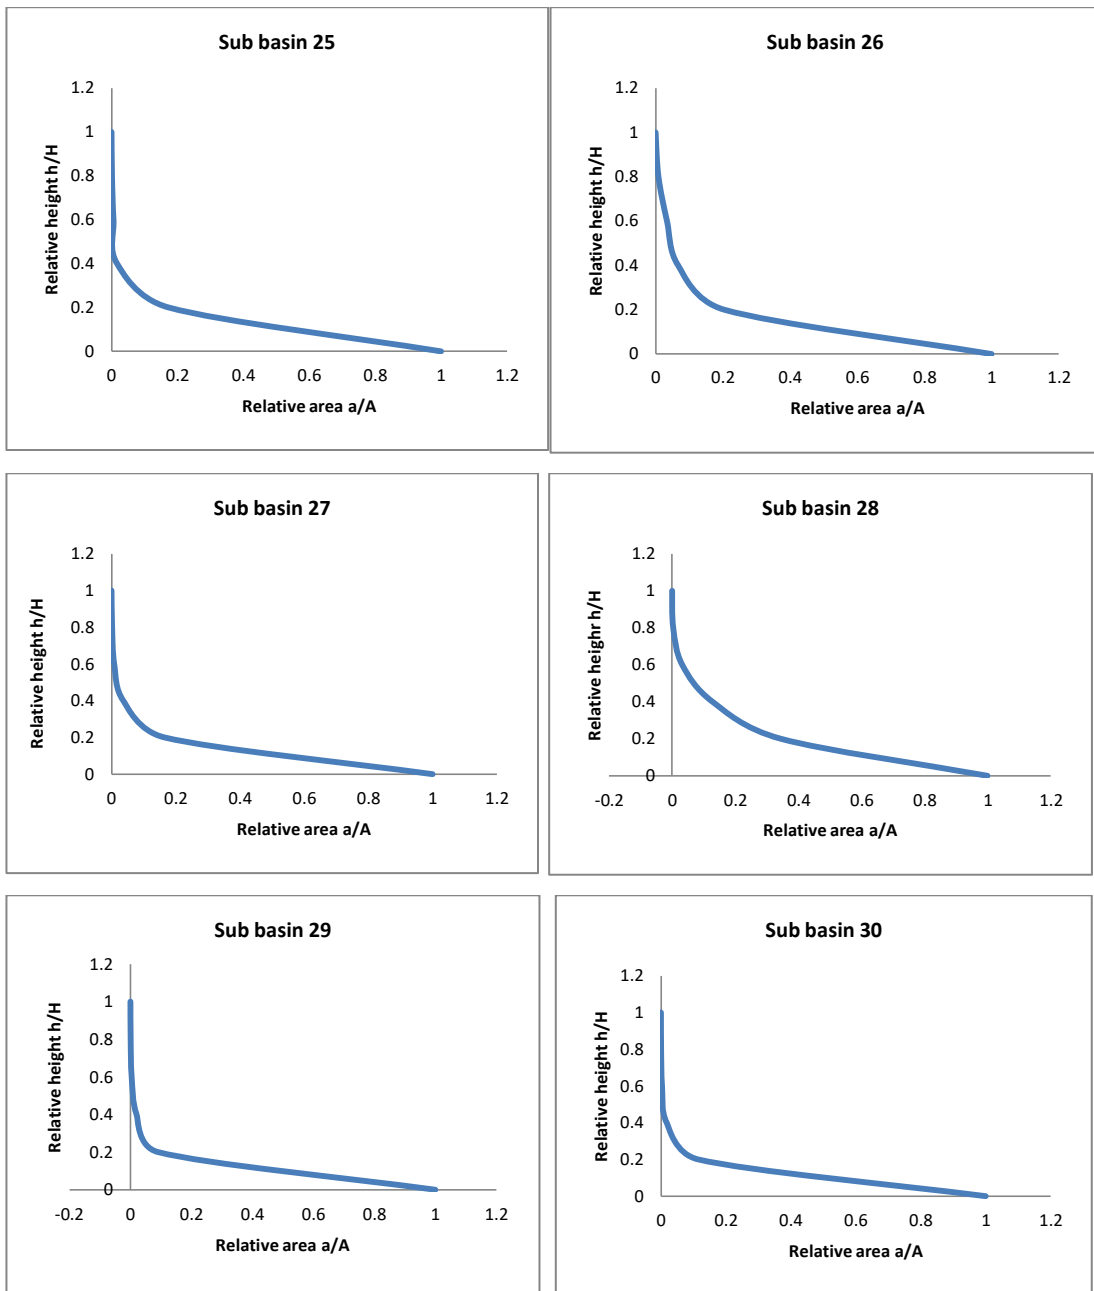 Sub basin 25
Relative height h/H
1.2
1
0.8
0.6
0.4
0.2
0
0 0.2 0.4 0.6 0.8 1 1.2
Relative area a/A
Sub basin 26
Relative height h/H
1.2
1
0.8
0.6
0.4
0.2
0
0 0.2 0.4 0.6 0.8 1 1.2
Relative area a/A
Sub basin 27
Relative height h/H
1.2
1
0.8
0.6
0.4
0.2
0
0 0.2 0.4 0.6 0.8 1 1.2
Relative area a/A
Sub basin 28
Relative heighr h/H
1.2
1
0.8
0.6
0.4
0.2
0
-0.2 0 0.2 0.4 0.6 0.8 1 1.2
Relative area a/A
Sub basin 29
Relative height h/H
1.2
1
0.8
0.6
0.4
0.2
0
-0.2 0 0.2 0.4 0.6 0.8 1 1.2
Relative area a/A
Sub basin 30
Relative height h/H
1.2
1
0.8
0.6
0.4
0.2
0
0 0.2 0.4 0.6 0.8 1 1.2
Relative area a/A